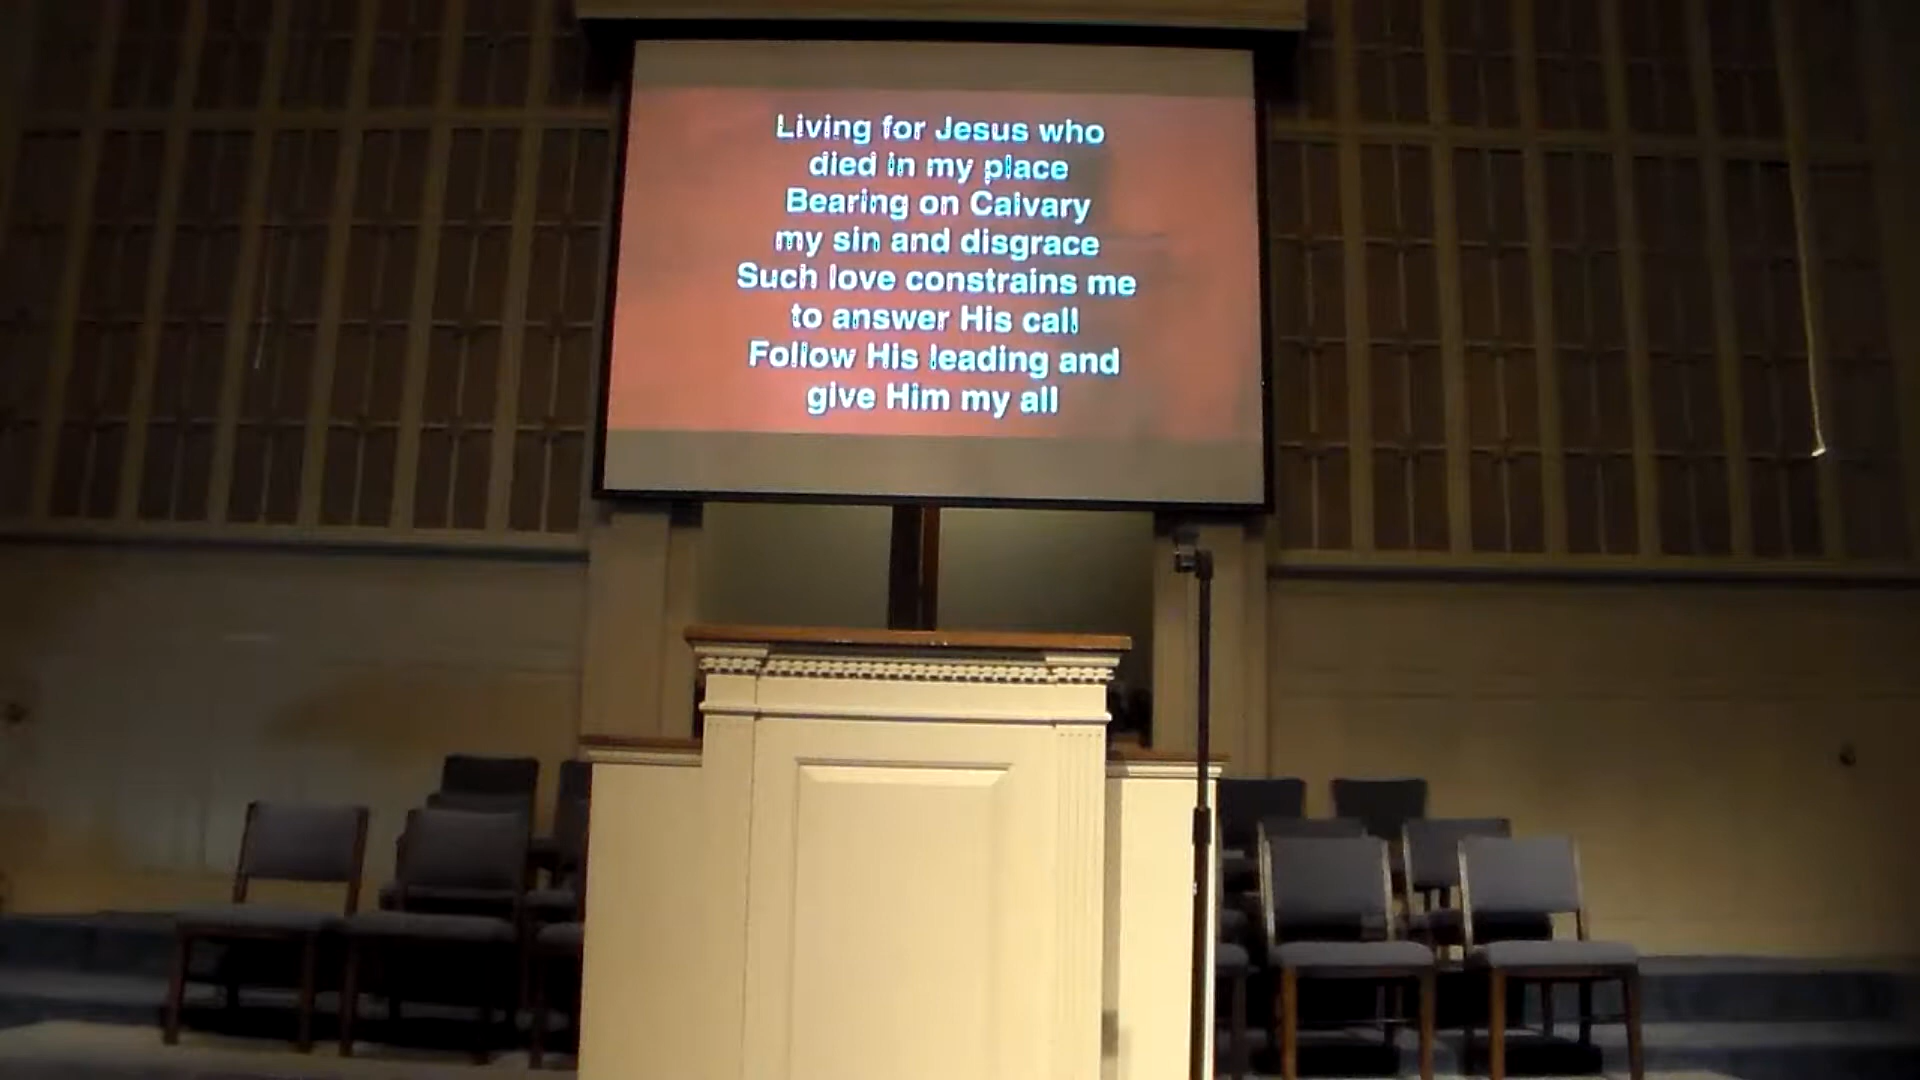 Living for Jesus who
died in my place
Bearing on Calvary
my sin and disgrace
Such love constrains me
to answer His call
Follow His leading and
give Him my all